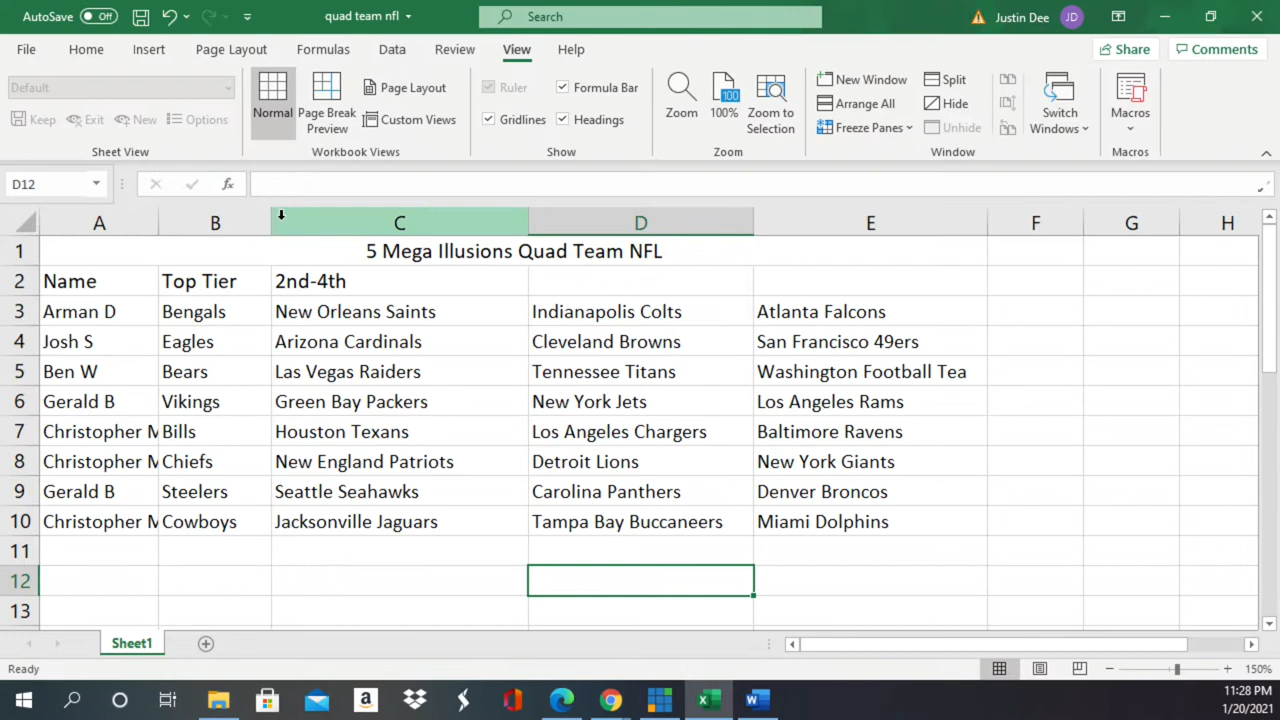 AutoSave Off quad team nfl Search Justin Dee JD
File Home Insert Page Layout Formulas Data Review View Help Share Comments
Default
Keep Exit New Options
Sheet View
Normal
Page Break Preview
Page Layout
Custom Views
Workbook Views
Ruler Formula Bar
Gridlines Headings
Show
Zoom
100
100%
Zoom to Selection
Zoom
New Window
Arrange All
Freeze Panes
Split
Hide
Unhide
Switch Windows
Window
Macros
Macros
D12 fx
A B C D E F G H
1 5 Mega Illusions Quad Team NFL
2 Name Top Tier 2nd-4th
3 Arman D Bengals New Orleans Saints Indianapolis Colts Atlanta Falcons
4 Josh S Eagles Arizona Cardinals Cleveland Browns San Francisco 49ers
5 Ben W Bears Las Vegas Raiders Tennessee Titans Washington Football Tea
6 Gerald B Vikings Green Bay Packers New York Jets Los Angeles Rams
7 Christopher M Bills Houston Texans Los Angeles Chargers Baltimore Ravens
8 Christopher M Chiefs New England Patriots Detroit Lions New York Giants
9 Gerald B Steelers Seattle Seahawks Carolina Panthers Denver Broncos
10 Christopher M Cowboys Jacksonville Jaguars Tampa Bay Buccaneers Miami Dolphins
11
12
13
Sheet1
Ready 150%
11:28 PM
1/20/2021